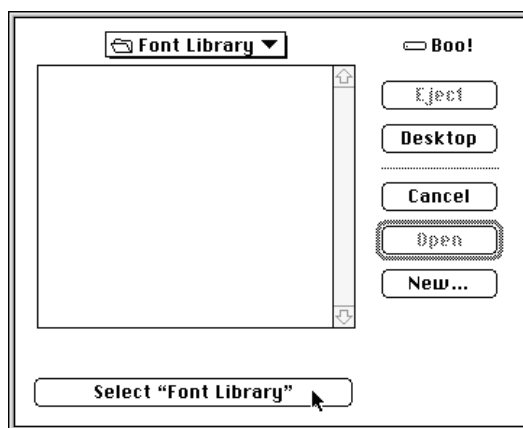 Font Library
Boo!
Eject
Desktop
Cancel
Open
New...
Select “Font Library”